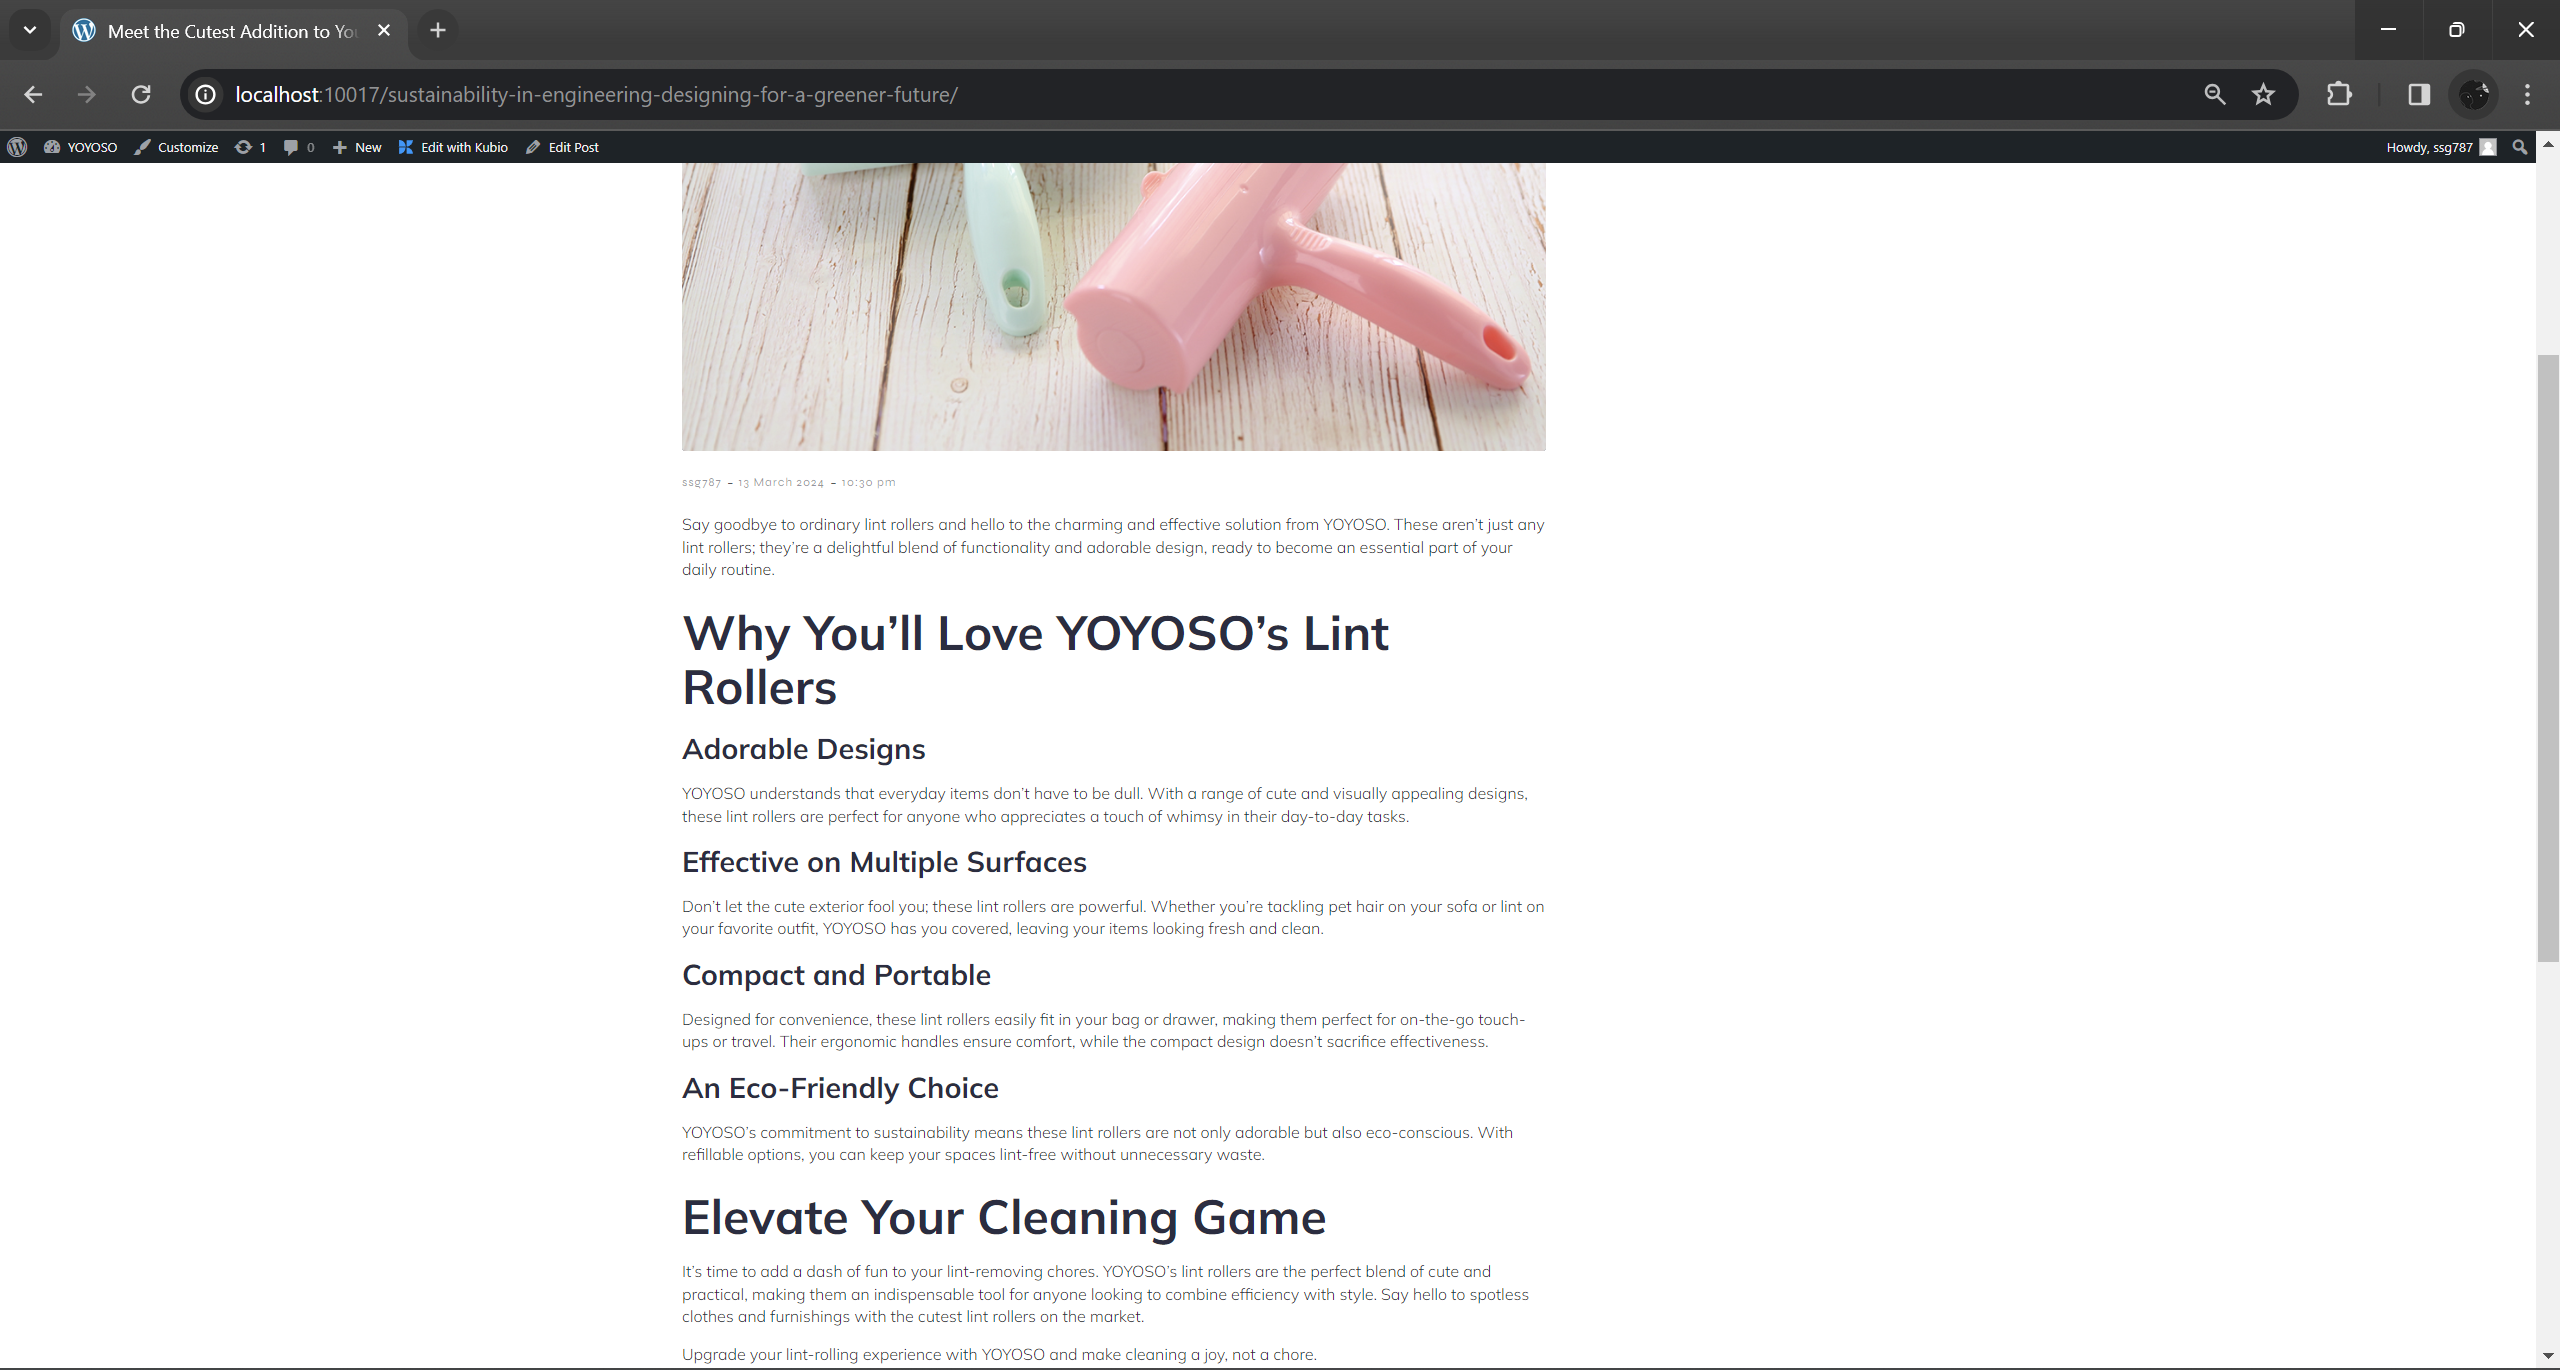 Meet the Cutest Addition to You
localhost:10017/sustainability-in-engineering-designing-for-a-greener-future/
YOYOSO Customize 1 0 New Edit with Kubio Edit Post Howdy, ssg787
ssg787 - 13 March 2024 - 10:30 pm
Say goodbye to ordinary lint rollers and hello to the charming and effective solution from YOYOSO. These aren’t just any
lint rollers; they’re a delightful blend of functionality and adorable design, ready to become an essential part of your
daily routine.
Why You’ll Love YOYOSO’s Lint
Rollers
Adorable Designs
YOYOSO understands that everyday items don’t have to be dull. With a range of cute and visually appealing designs,
these lint rollers are perfect for anyone who appreciates a touch of whimsy in their day-to-day tasks.
Effective on Multiple Surfaces
Don’t let the cute exterior fool you; these lint rollers are powerful. Whether you’re tackling pet hair on your sofa or lint on
your favorite outfit, YOYOSO has you covered, leaving your items looking fresh and clean.
Compact and Portable
Designed for convenience, these lint rollers easily fit in your bag or drawer, making them perfect for on-the-go touch-
ups or travel. Their ergonomic handles ensure comfort, while the compact design doesn’t sacrifice effectiveness.
An Eco-Friendly Choice
YOYOSO’s commitment to sustainability means these lint rollers are not only adorable but also eco-conscious. With
refillable options, you can keep your spaces lint-free without unnecessary waste.
Elevate Your Cleaning Game
It’s time to add a dash of fun to your lint-removing chores. YOYOSO’s lint rollers are the perfect blend of cute and
practical, making them an indispensable tool for anyone looking to combine efficiency with style. Say hello to spotless
clothes and furnishings with the cutest lint rollers on the market.
Upgrade your lint-rolling experience with YOYOSO and make cleaning a joy, not a chore.